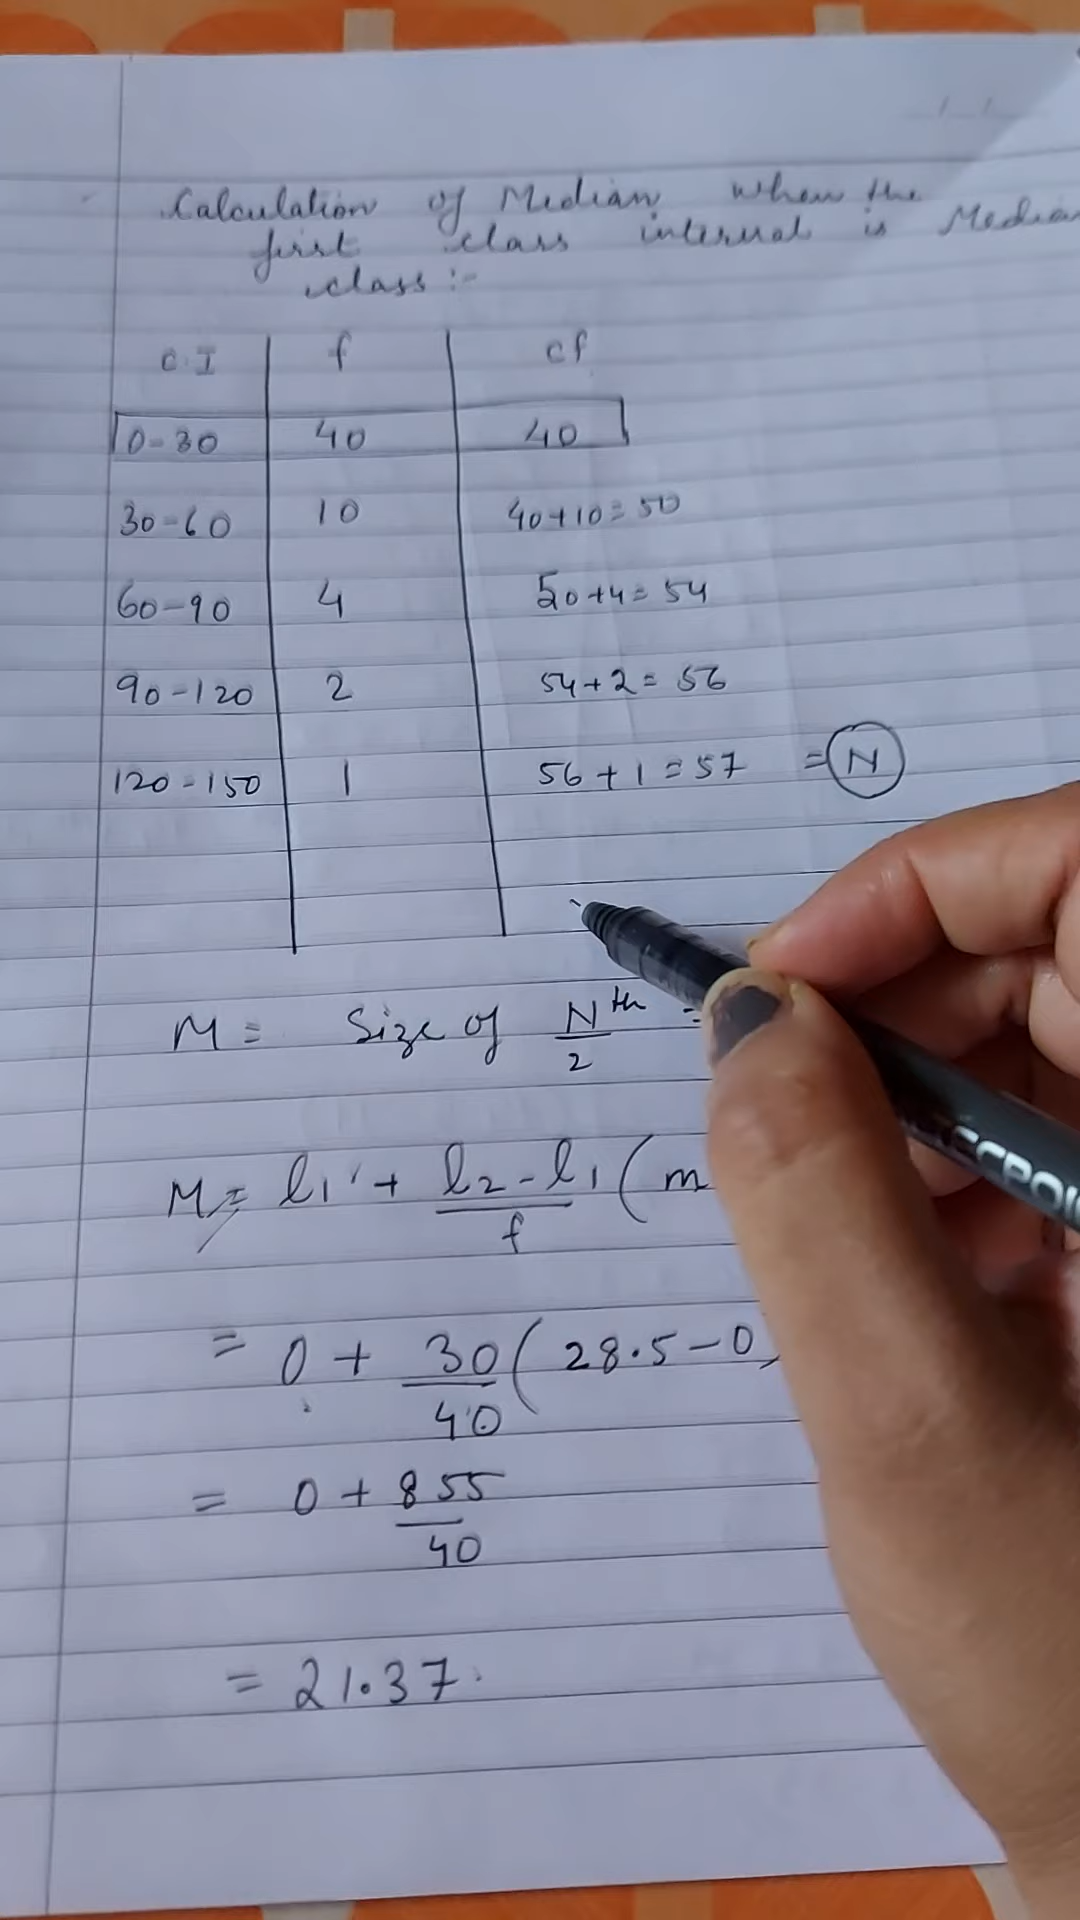 Calculation of Median when the
first class interval is Median
class :-
C.I f cf
0-30 40 40
30-60 10 40+10=50
60-90 4 50+4=54
90-120 2 54+2=56
120-150 1 56+1=57 =N
M= Size of N/2 th =
M= l1 + l2-l1/f (m
= 0 + 30/40 (28.5-0
= 0 + 855/40
= 21.37.